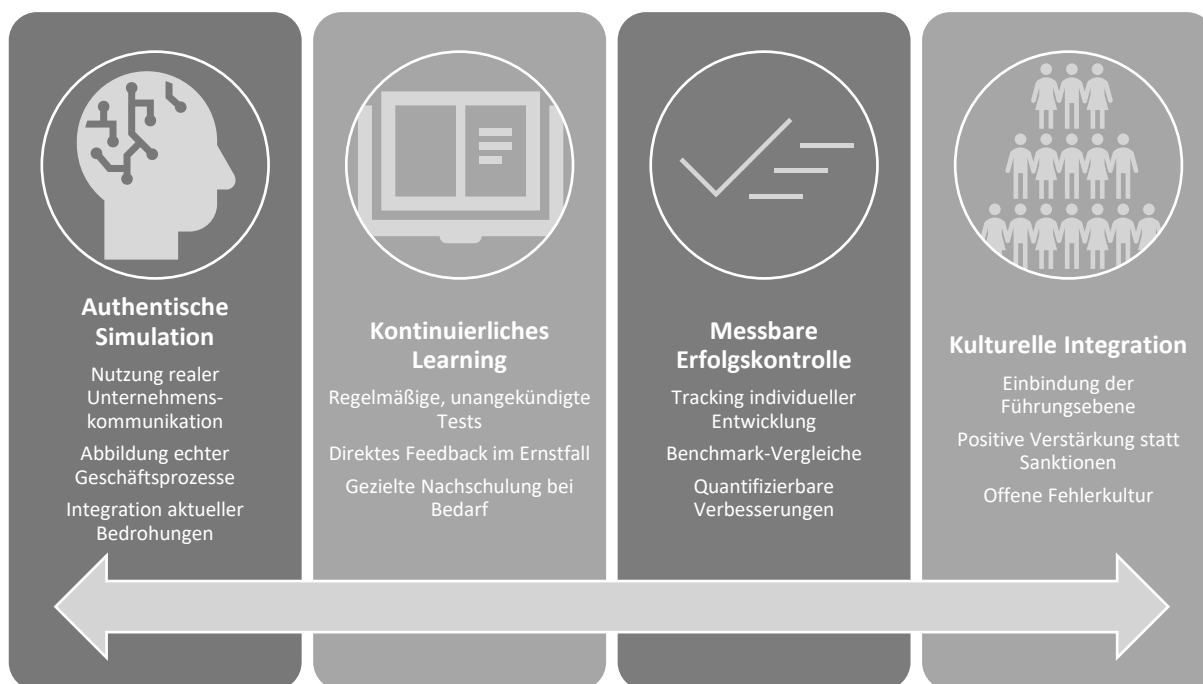 Authentische
Simulation
Nutzung realer
Unternehmens-
kommunikation
Abbildung echter
Geschäftsprozesse
Integration aktueller
Bedrohungen
Kontinuierliches
Learning
Regelmäßige, unangekündigte
Tests
Direktes Feedback im Ernstfall
Gezielte Nachschulung bei
Bedarf
Messbare
Erfolgskontrolle
Tracking individueller
Entwicklung
Benchmark-Vergleiche
Quantifizierbare
Verbesserungen
Kulturelle Integration
Einbindung der
Führungsebene
Positive Verstärkung statt
Sanktionen
Offene Fehlerkultur